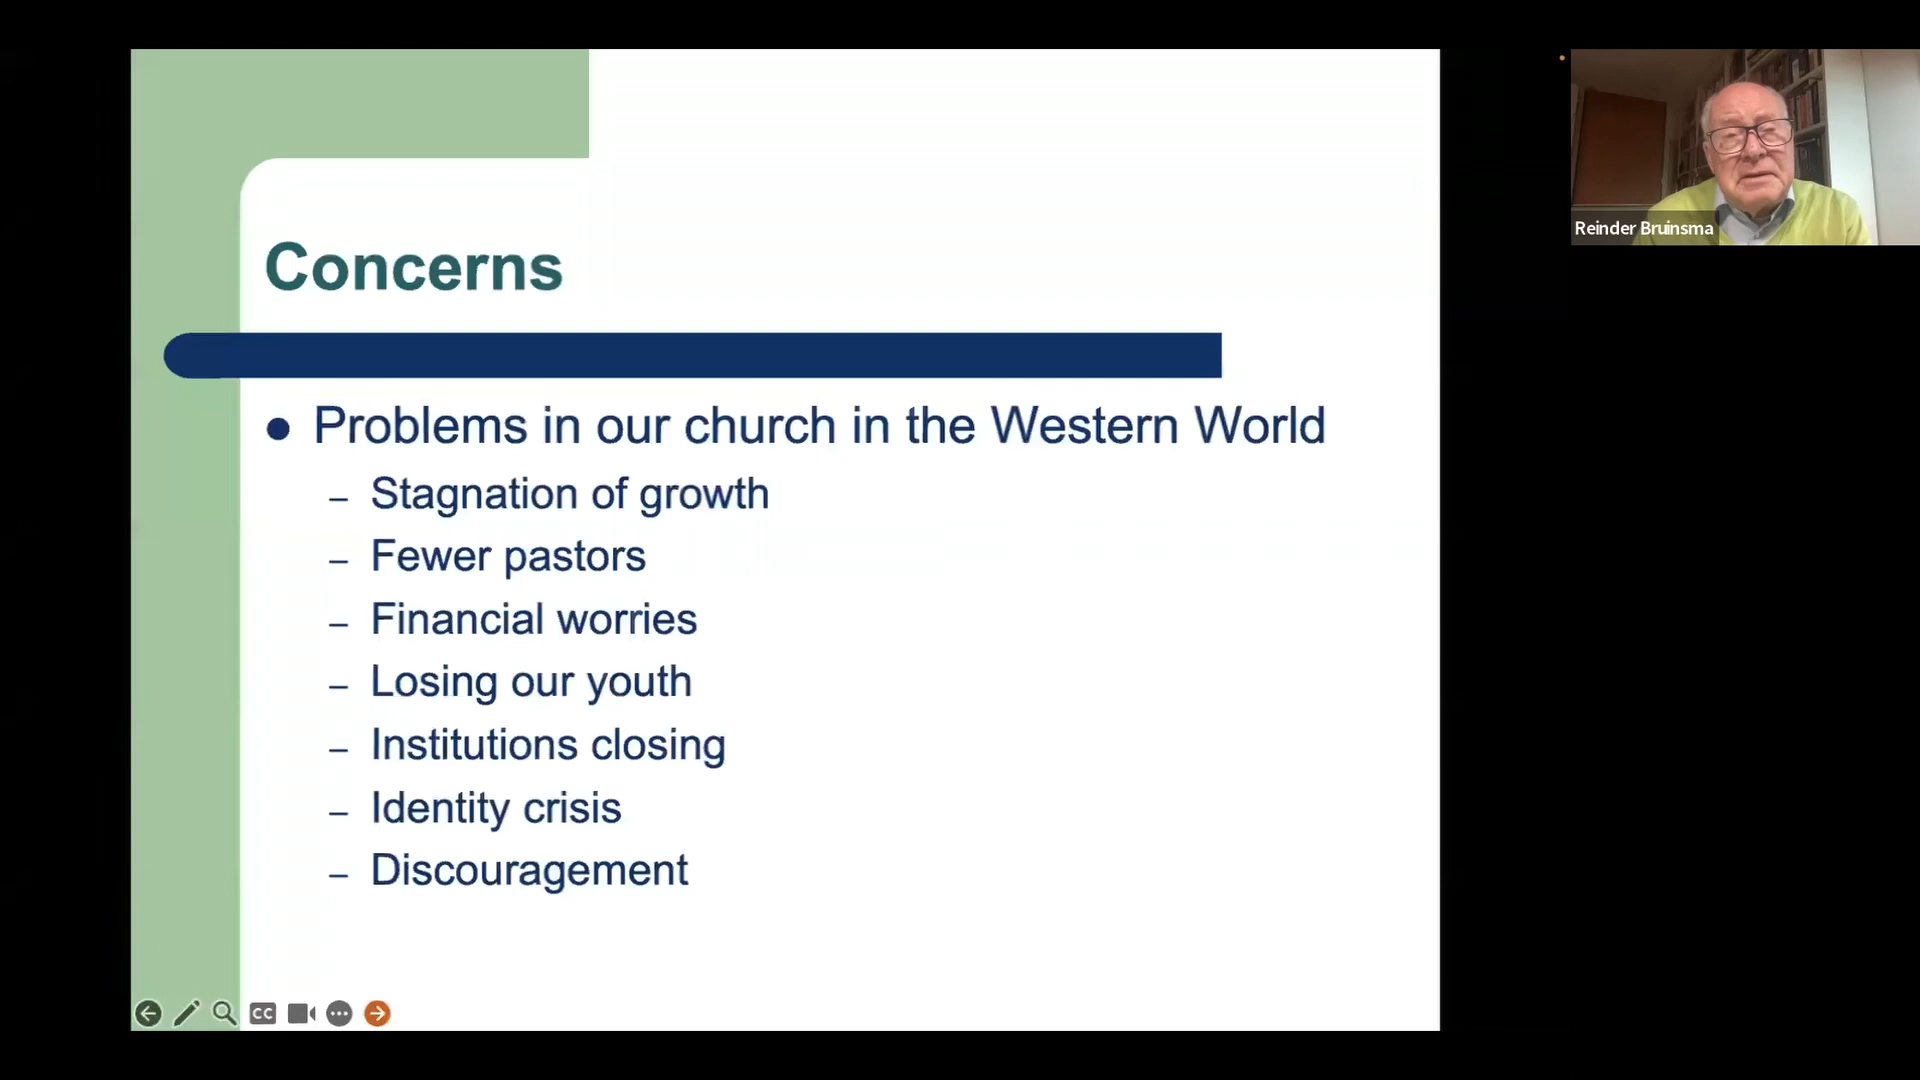 Concerns
● Problems in our church in the Western World
– Stagnation of growth
– Fewer pastors
– Financial worries
– Losing our youth
– Institutions closing
– Identity crisis
– Discouragement
CC
Reinder Bruinsma